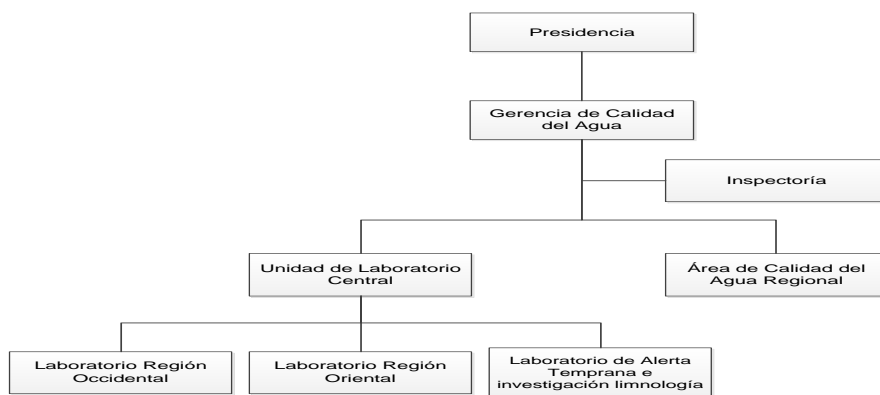 Presidencia
Gerencia de Calidad
del Agua
Inspectoría
Unidad de Laboratorio
Central
Área de Calidad del
Agua Regional
Laboratorio Región
Occidental
Laboratorio Región
Oriental
Laboratorio de Alerta
Temprana e
investigación limnología